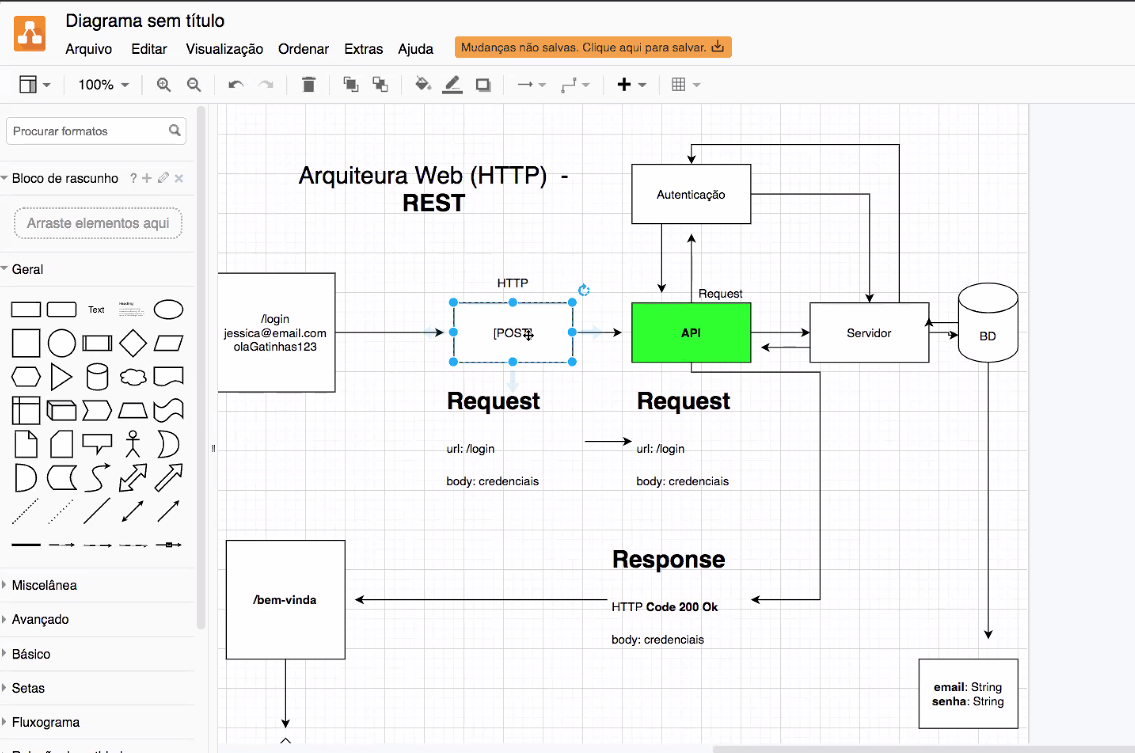 Diagrama sem título
Arquivo Editar Visualização Ordenar Extras Ajuda
Mudanças não salvas. Clique aqui para salvar.
100%
Procurar formatos
Bloco de rascunho ?
Arraste elementos aqui
Geral
Text
Heading
Miscelânea
Avançado
Básico
Setas
Fluxograma
Arquiteura Web (HTTP) -
REST
/login
jessica@email.com
olaGatinhas123
HTTP
[POST]
Autenticação
Request
API
Servidor
BD
Request
url: /login
body: credenciais
Request
url: /login
body: credenciais
Response
HTTP Code 200 Ok
body: credenciais
/bem-vinda
email: String
senha: String